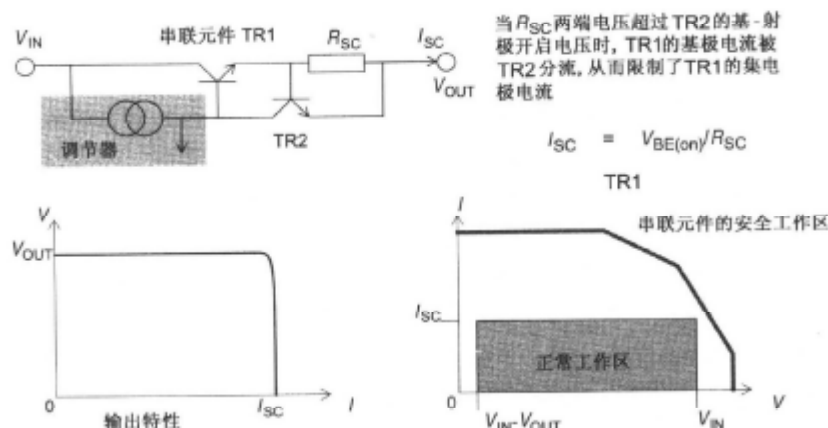 V_IN
串联元件 TR1
R_SC
I_SC
V_OUT
调节器
TR2
当R_SC两端电压超过TR2的基-射
极开启电压时, TR1的基极电流被
TR2分流, 从而限制了TR1的集电
极电流
I_SC = V_BE(on)/R_SC
TR1
V
V_OUT
0
I_SC
I
输出特性
I
串联元件的安全工作区
I_SC
正常工作区
0
V_IN-V_OUT
V_IN
V